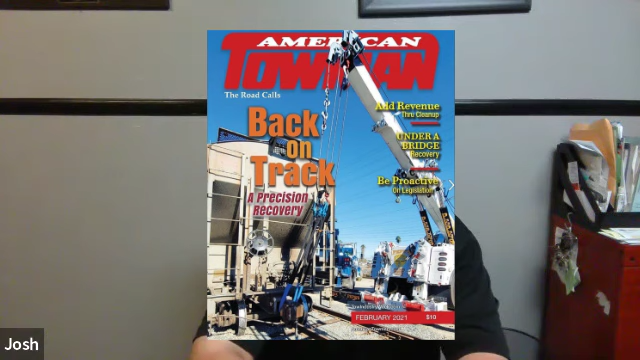 AMERICAN
TOWMAN
The Road Calls
Back
on
Track
A Precision
Recovery
Add Revenue
Thru Cleanup
UNDER A
BRIDGE
Recovery
Be Proactive
On Legislation
FEBRUARY 2021 $10
Josh